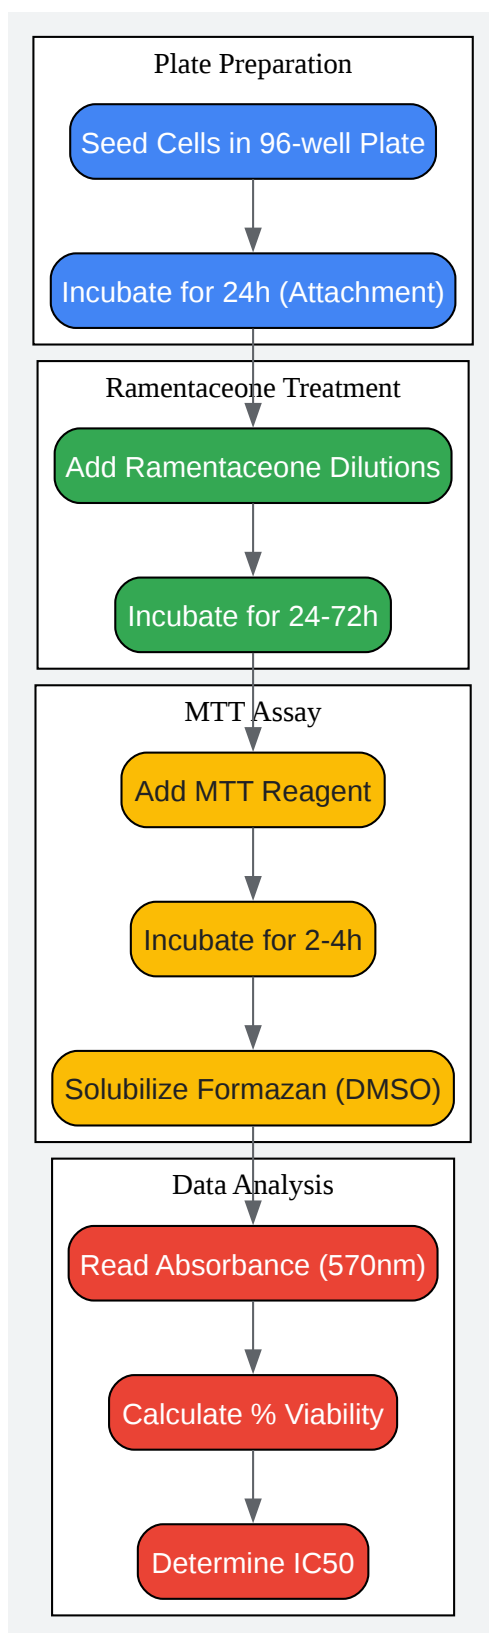 Plate Preparation
Seed Cells in 96-well Plate
Incubate for 24h (Attachment)
Ramentaceone Treatment
Add Ramentaceone Dilutions
Incubate for 24-72h
MTT Assay
Add MTT Reagent
Incubate for 2-4h
Solubilize Formazan (DMSO)
Data Analysis
Read Absorbance (570nm)
Calculate % Viability
Determine IC50